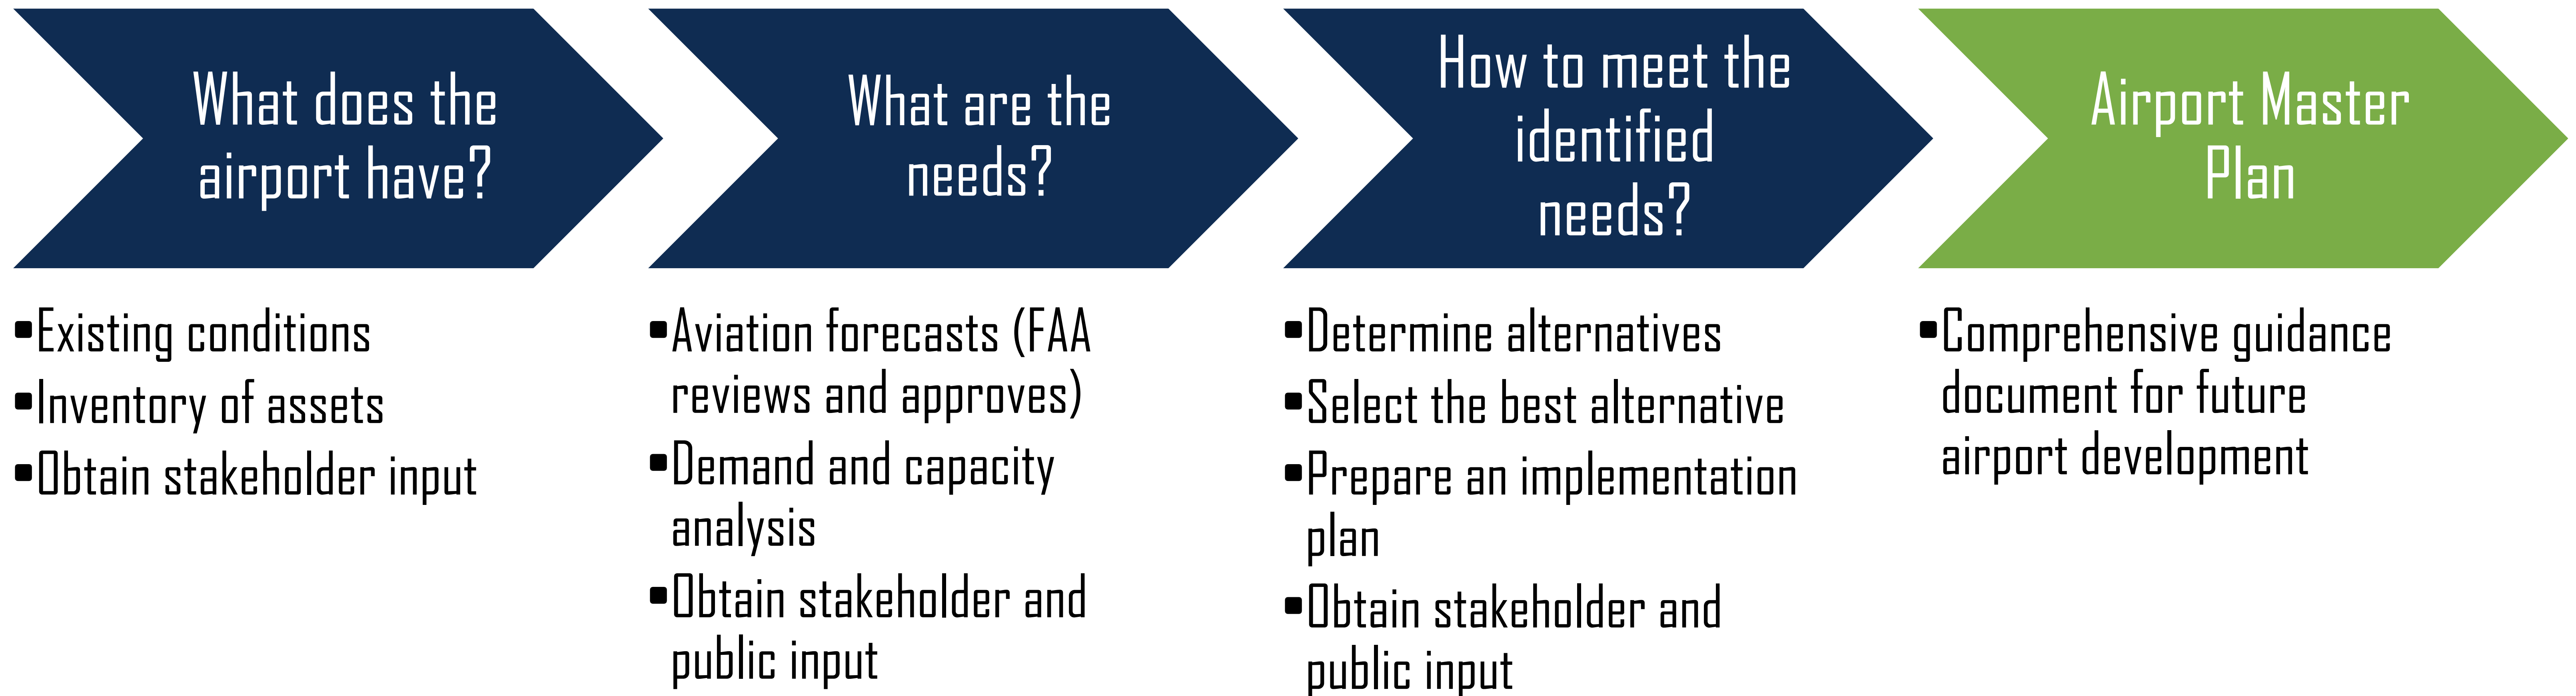 What does the
airport have?
▪Existing conditions
▪Inventory of assets
▪Obtain stakeholder input
What are the
needs?
▪Aviation forecasts (FAA
reviews and approves)
▪Demand and capacity
analysis
▪Obtain stakeholder and
public input
How to meet the
identified
needs?
▪Determine alternatives
▪Select the best alternative
▪Prepare an implementation
plan
▪Obtain stakeholder and
public input
Airport Master
Plan
▪Comprehensive guidance
document for future
airport development